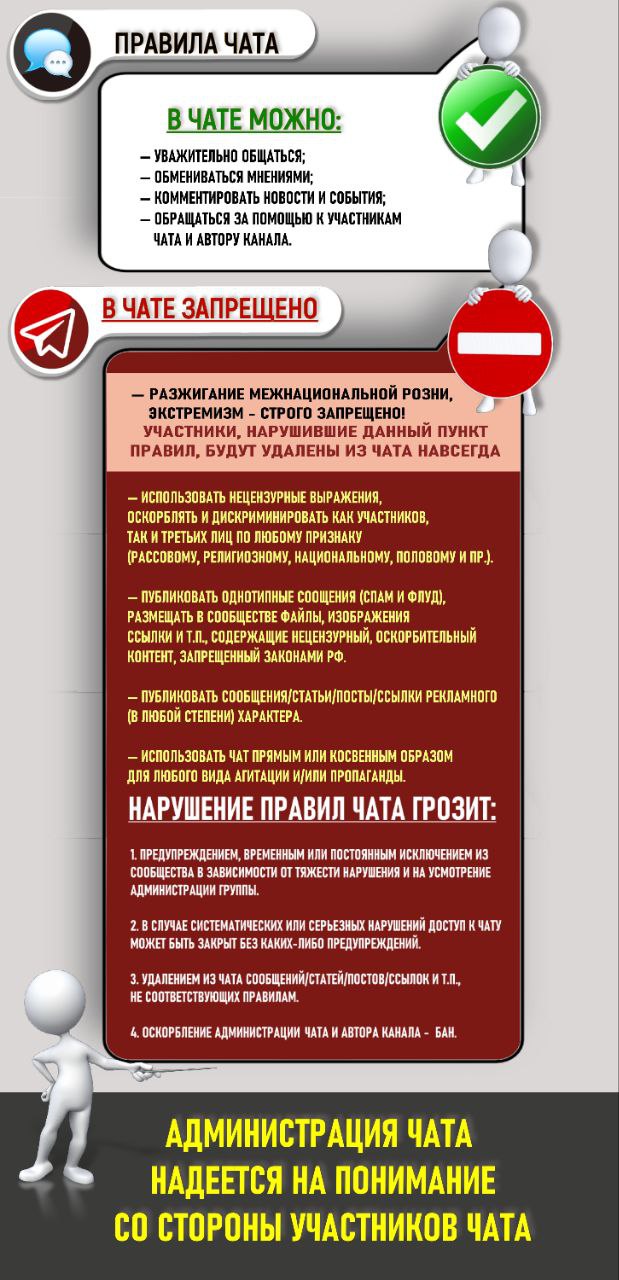 ПРАВИЛА ЧАТА
В ЧАТЕ МОЖНО:
— УВАЖИТЕЛЬНО ОБЩАТЬСЯ;
— ОБМЕНИВАТЬСЯ МНЕНИЯМИ;
— КОММЕНТИРОВАТЬ НОВОСТИ И СОБЫТИЯ;
— ОБРАЩАТЬСЯ ЗА ПОМОЩЬЮ К УЧАСТНИКАМ
ЧАТА И АВТОРУ КАНАЛА.
В ЧАТЕ ЗАПРЕЩЕНО
— РАЗЖИГАНИЕ МЕЖНАЦИОНАЛЬНОЙ РОЗНИ,
ЭКСТРЕМИЗМ - СТРОГО ЗАПРЕЩЕНО!
УЧАСТНИКИ, НАРУШИВШИЕ ДАННЫЙ ПУНКТ
ПРАВИЛ, БУДУТ УДАЛЕНЫ ИЗ ЧАТА НАВСЕГДА
— ИСПОЛЬЗОВАТЬ НЕЦЕНЗУРНЫЕ ВЫРАЖЕНИЯ,
ОСКОРБЛЯТЬ И ДИСКРИМИНИРОВАТЬ КАК УЧАСТНИКОВ,
ТАК И ТРЕТЬИХ ЛИЦ ПО ЛЮБОМУ ПРИЗНАКУ
(РАССОВОМУ, РЕЛИГИОЗНОМУ, НАЦИОНАЛЬНОМУ, ПОЛОВОМУ И ПР.).
— ПУБЛИКОВАТЬ ОДНОТИПНЫЕ СООЩЕНИЯ (СПАМ И ФЛУД),
РАЗМЕЩАТЬ В СООБЩЕСТВЕ ФАЙЛЫ, ИЗОБРАЖЕНИЯ
ССЫЛКИ И Т.П., СОДЕРЖАЩИЕ НЕЦЕНЗУРНЫЙ, ОСКОРБИТЕЛЬНЫЙ
КОНТЕНТ, ЗАПРЕЩЕННЫЙ ЗАКОНАМИ РФ.
— ПУБЛИКОВАТЬ СООБЩЕНИЯ/СТАТЬИ/ПОСТЫ/ССЫЛКИ РЕКЛАМНОГО
(В ЛЮБОЙ СТЕПЕНИ) ХАРАКТЕРА.
— ИСПОЛЬЗОВАТЬ ЧАТ ПРЯМЫМ ИЛИ КОСВЕННЫМ ОБРАЗОМ
ДЛЯ ЛЮБОГО ВИДА АГИТАЦИИ И/ИЛИ ПРОПАГАНДЫ.
НАРУШЕНИЕ ПРАВИЛ ЧАТА ГРОЗИТ:
1. ПРЕДУПРЕЖДЕНИЕМ, ВРЕМЕННЫМ ИЛИ ПОСТОЯННЫМ ИСКЛЮЧЕНИЕМ ИЗ
СООБЩЕСТВА В ЗАВИСИМОСТИ ОТ ТЯЖЕСТИ НАРУШЕНИЯ И НА УСМОТРЕНИЕ
АДМИНИСТРАЦИИ ГРУППЫ.
2. В СЛУЧАЕ СИСТЕМАТИЧЕСКИХ ИЛИ СЕРЬЕЗНЫХ НАРУШЕНИЙ ДОСТУП К ЧАТУ
МОЖЕТ БЫТЬ ЗАКРЫТ БЕЗ КАКИХ-ЛИБО ПРЕДУПРЕЖДЕНИЙ.
3. УДАЛЕНИЕМ ИЗ ЧАТА СООБЩЕНИЙ/СТАТЕЙ/ПОСТОВ/ССЫЛОК И Т.П.,
НЕ СООТВЕТСТВУЮЩИХ ПРАВИЛАМ.
4. ОСКОРБЛЕНИЕ АДМИНИСТРАЦИИ ЧАТА И АВТОРА КАНАЛА - БАН.
АДМИНИСТРАЦИЯ ЧАТА
НАДЕЕТСЯ НА ПОНИМАНИЕ
СО СТОРОНЫ УЧАСТНИКОВ ЧАТА